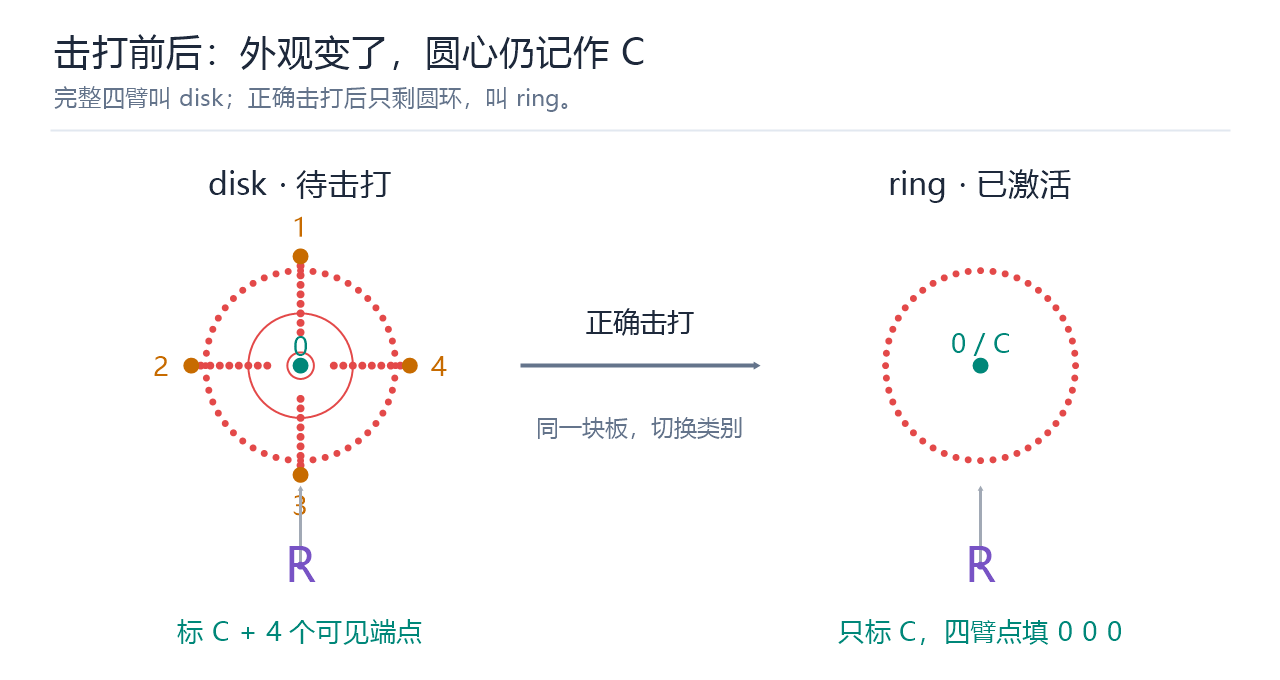 击打前后：外观变了，圆心仍记作 C
完整四臂叫 disk；正确击打后只剩圆环，叫 ring。
disk · 待击打
ring · 已激活
1
正确击打
0
0 / C
2
4
同一块板，切换类别
3
R
R
标 C + 4 个可见端点
只标 C，四臂点填 0 0 0